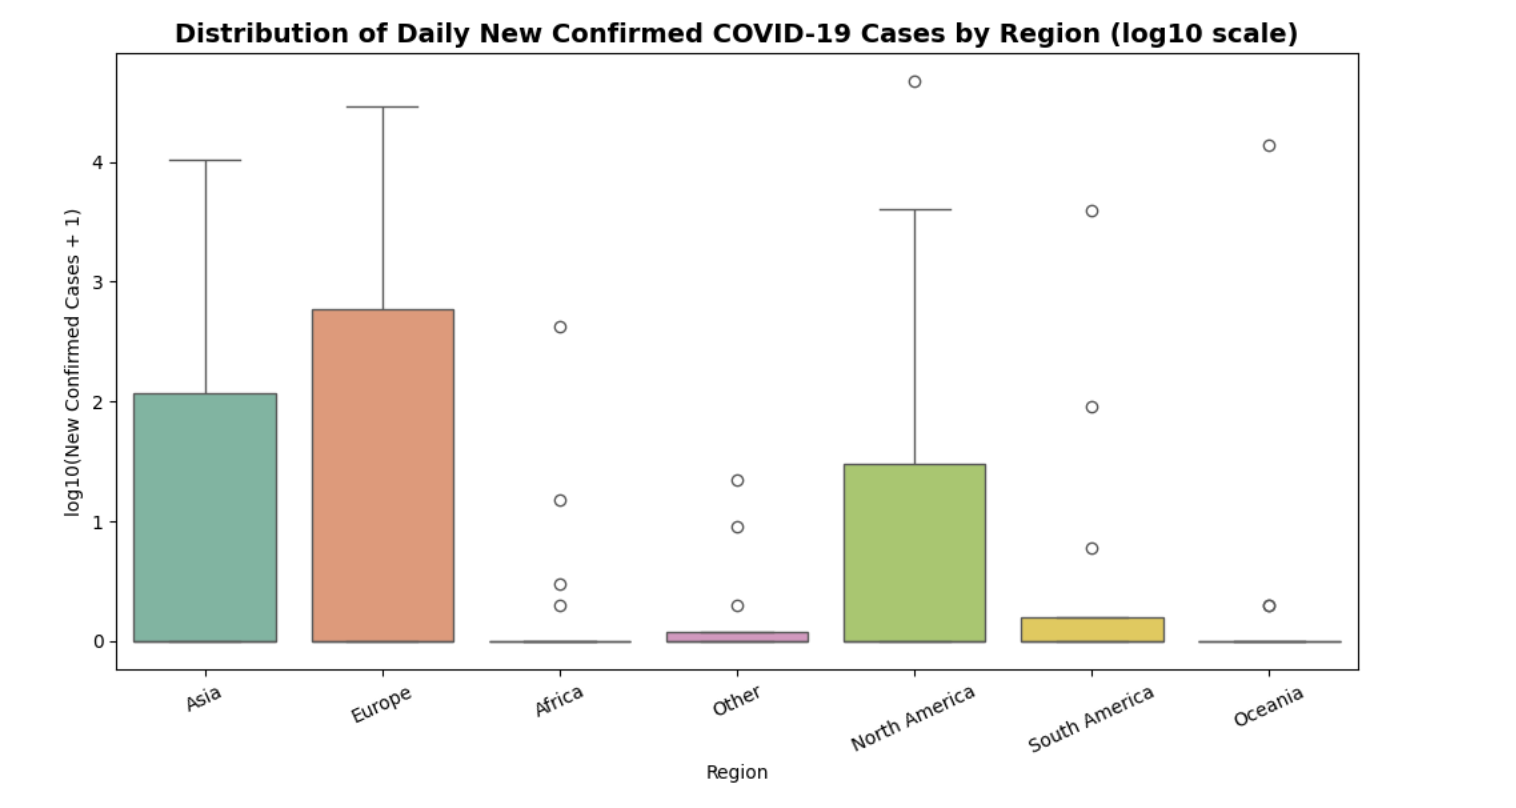 Distribution of Daily New Confirmed COVID-19 Cases by Region (log10 scale)
log10(New Confirmed Cases + 1)
4
3
2
1
0
Asia
Europe
Africa
Other
North America
South America
Oceania
Region